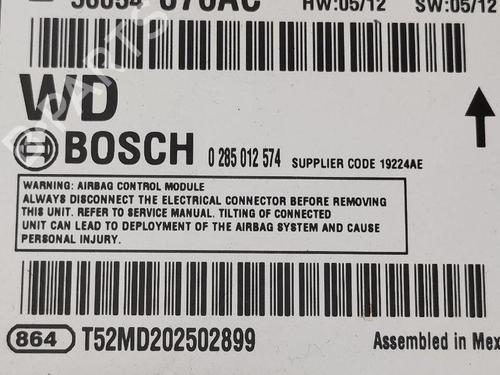 HW:05/12 SW:05/12
WD
BOSCH 0 285 012 574 SUPPLIER CODE 19224AE
WARNING: AIRBAG CONTROL MODULE
ALWAYS DISCONNECT THE ELECTRICAL CONNECTOR BEFORE REMOVING
THIS UNIT. REFER TO SERVICE MANUAL. TILTING OF CONNECTED
UNIT CAN LEAD TO DEPLOYMENT OF THE AIRBAG SYSTEM AND CAUSE
PERSONAL INJURY.
864 T52MD202502899 Assembled in Mex